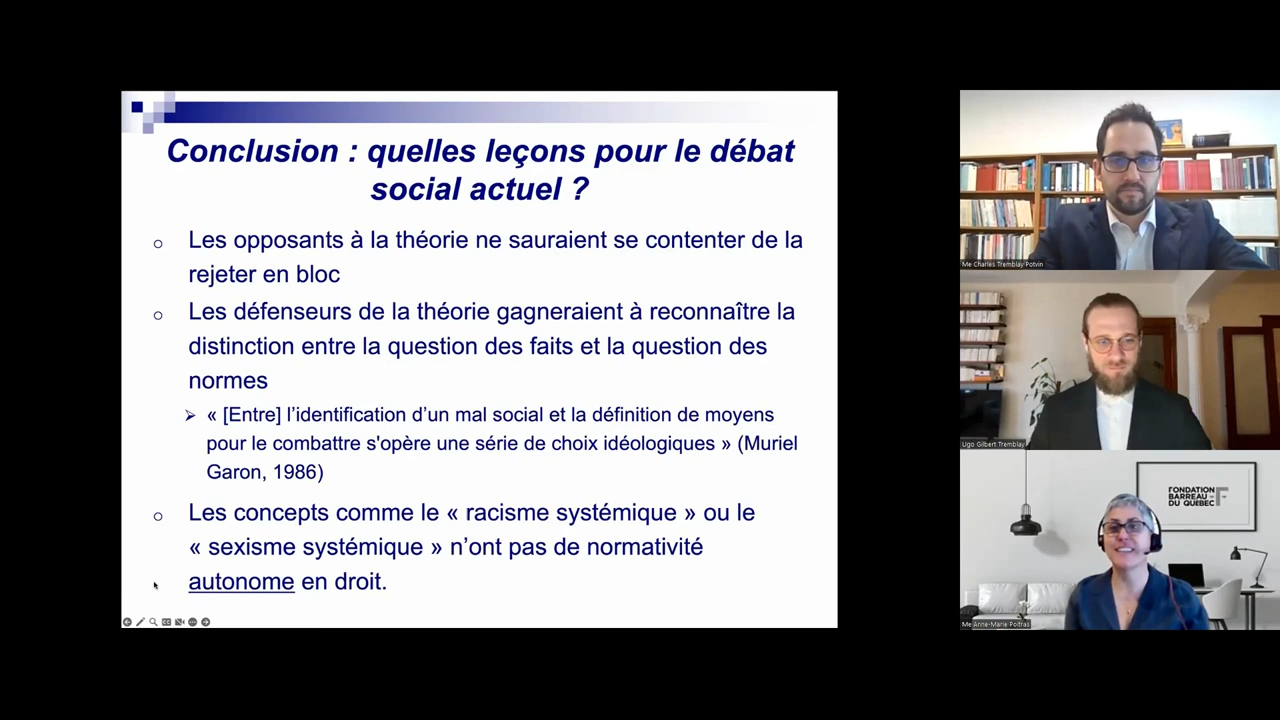 Conclusion : quelles leçons pour le débat
social actuel ?
Les opposants à la théorie ne sauraient se contenter de la
rejeter en bloc
Les défenseurs de la théorie gagneraient à reconnaître la
distinction entre la question des faits et la question des
normes
« [Entre] l’identification d’un mal social et la définition de moyens
pour le combattre s'opère une série de choix idéologiques » (Muriel
Garon, 1986)
Les concepts comme le « racisme systémique » ou le
« sexisme systémique » n’ont pas de normativité
autonome en droit.
Me Charles Tremblay Potvin
Ugo Gilbert Tremblay
FONDATION
BARREAU
DU QUÉBEC
Me Anne-Marie Poitras